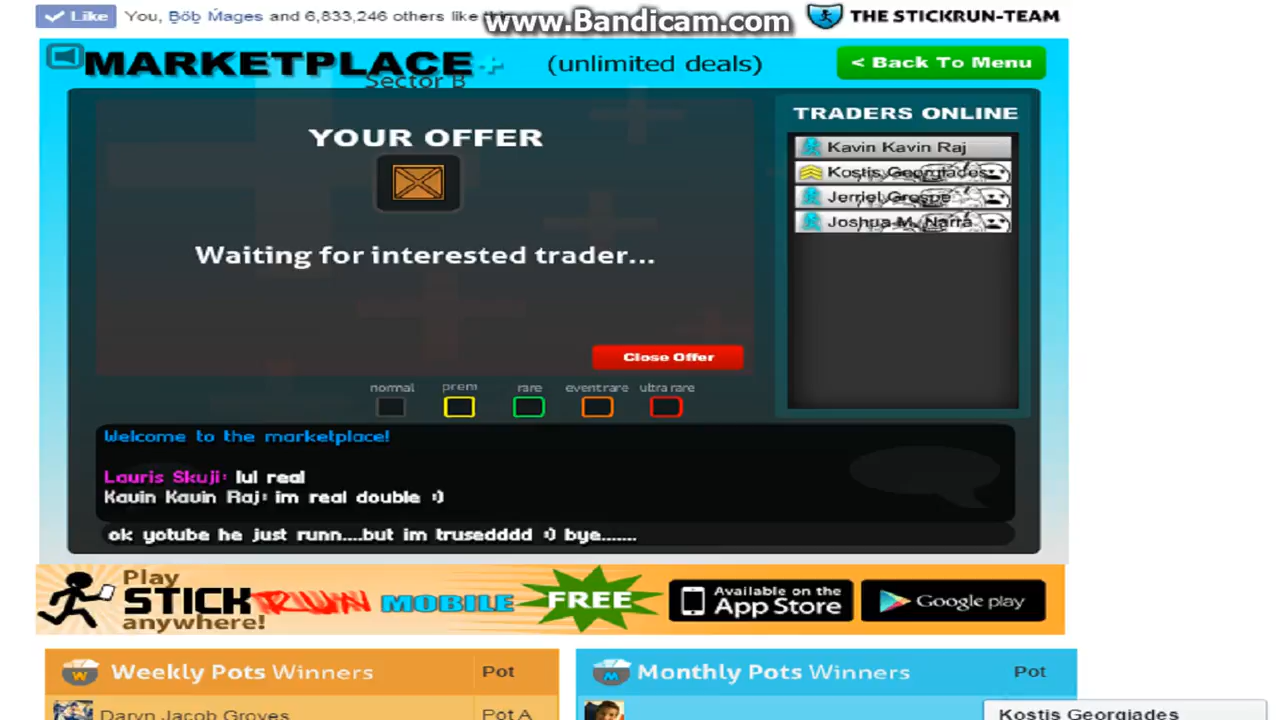 Like You, Böb Mages and 6,833,246 others like
www.Bandicam.com
THE STICKRUN-TEAM
MARKETPLACE + (unlimited deals)
< Back To Menu
Sector B
YOUR OFFER
Waiting for interested trader...
Close Offer
normal prem rare event rare ultra rare
TRADERS ONLINE
Kavin Kavin Raj
Kostis Georgiades
Jerriel Grospe
Joshua M. Narra
Welcome to the marketplace!
Lauris Skuji: lul real
Kavin Kavin Raj: im real double :)
ok yotube he just runn....but im trusedddd :) bye.......
Play
STICK RUN MOBILE
anywhere!
FREE
Available on the
App Store
Google play
Weekly Pots Winners Pot
Daryn Jacob Groves Pot A
Monthly Pots Winners Pot
Kostis Georgiades